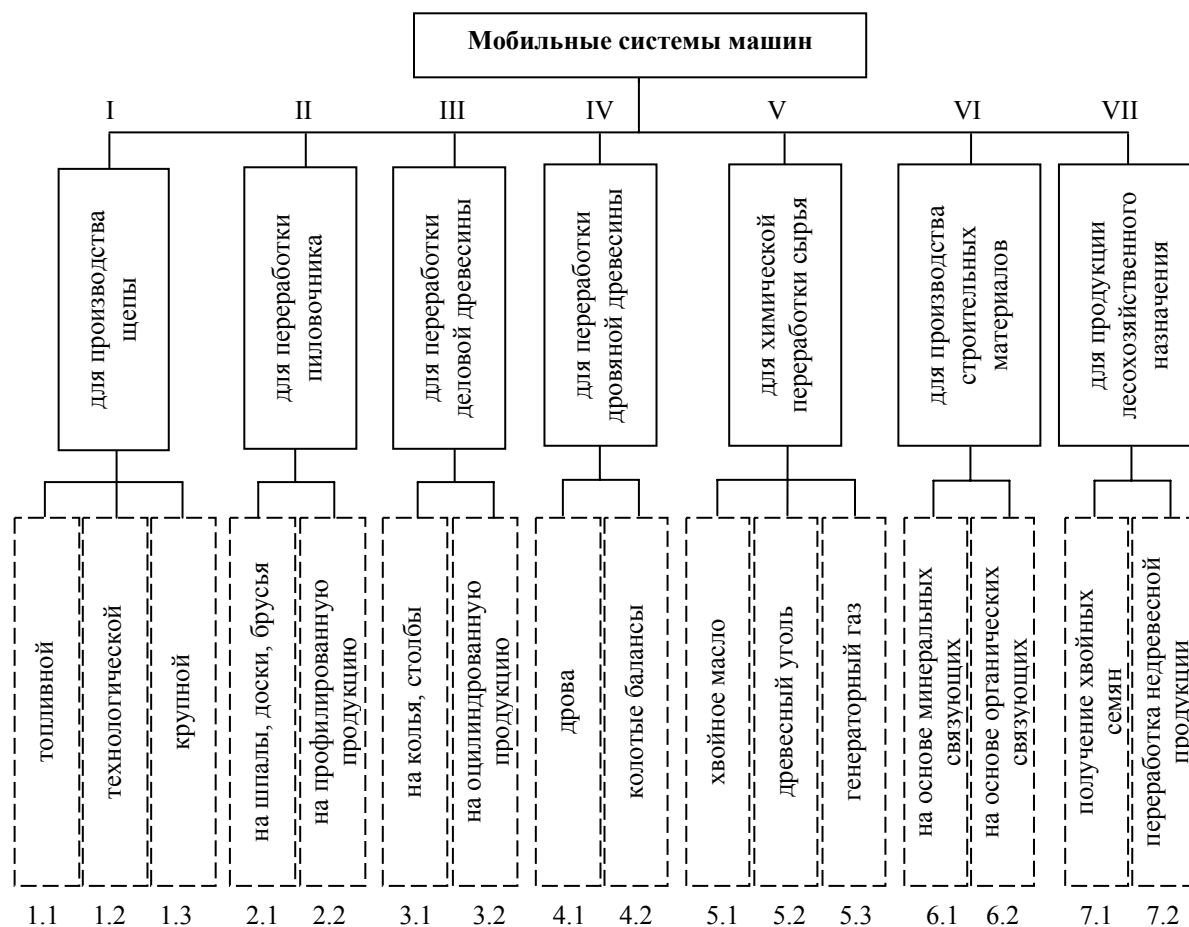 Мобильные системы машин
I
II
III
IV
V
VI
VII
для производства
щепы
для переработки
пиловочника
для переработки
деловой древесины
для переработки
дровяной древесины
для химической
переработки сырья
для производства
строительных
материалов
для продукции
лесохозяйственного
назначения
топливной
технологической
крупной
на шпалы, доски, брусья
на профилированную
продукцию
на колья, столбы
на оцилиндрованную
продукцию
дрова
колотые балансы
хвойное масло
древесный уголь
генераторный газ
на основе минеральных
связующих
на основе органических
связующих
получение хвойных
семян
переработка недревесной
продукции
1.1
1.2
1.3
2.1
2.2
3.1
3.2
4.1
4.2
5.1
5.2
5.3
6.1
6.2
7.1
7.2